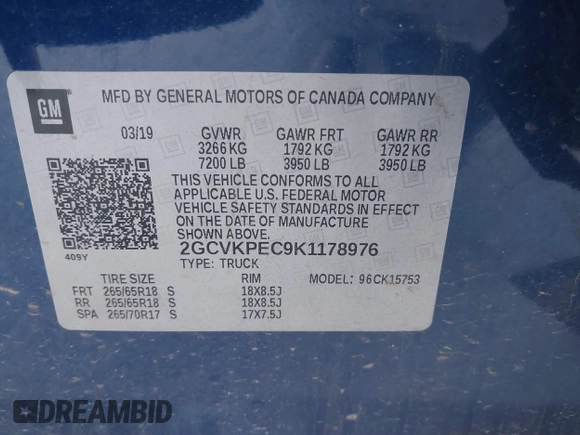 GM
MFD BY GENERAL MOTORS OF CANADA COMPANY
03/19 GVWR GAWR FRT GAWR RR
3266 KG 1792 KG 1792 KG
7200 LB 3950 LB 3950 LB
THIS VEHICLE CONFORMS TO ALL
APPLICABLE U.S. FEDERAL MOTOR
VEHICLE SAFETY STANDARDS IN EFFECT
ON THE DATE OF MANUFACTURE
SHOWN ABOVE.
409Y
2GCVKPEC9K1178976
TYPE: TRUCK MODEL: 96CK15753
TIRE SIZE RIM
FRT 265/65R18 S 18X8.5J
RR 265/65R18 S 18X8.5J
SPA 265/70R17 S 17X7.5J
DREAMBID